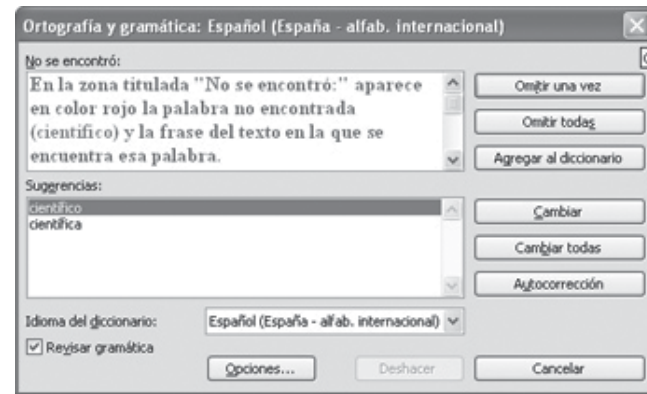 Ortografía y gramática: Español (España - alfab. internacional)
No se encontró:
En la zona titulada "No se encontró:" aparece
en color rojo la palabra no encontrada
(cientifico) y la frase del texto en la que se
encuentra esa palabra.
Omitir una vez
Omitir todas
Agregar al diccionario
Sugerencias:
científico
científica
Cambiar
Cambiar todas
Autocorrección
Idioma del diccionario:
Español (España - alfab. internacional)
Revisar gramática
Opciones...
Deshacer
Cancelar